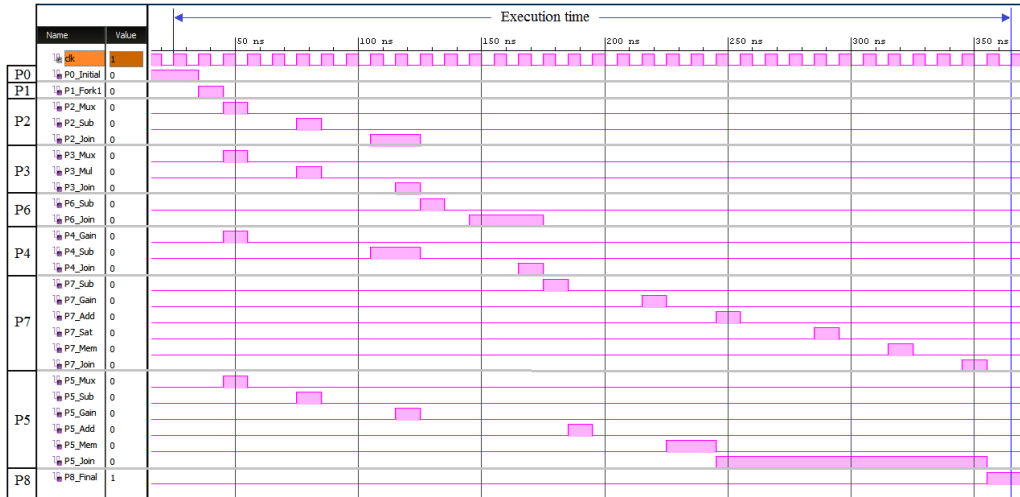 Execution time
Name Value
50 ns 100 ns 150 ns 200 ns 250 ns 300 ns 350 ns
clk 1
P0 P0_Initial 0
P1 P1_Fork1 0
P2_Mux 0
P2 P2_Sub 0
P2_Join 0
P3_Mux 0
P3 P3_Mul 0
P3_Join 0
P6 P6_Sub 0
P6_Join 0
P4_Gain 0
P4 P4_Sub 0
P4_Join 0
P7_Sub 0
P7_Gain 0
P7 P7_Add 0
P7_Sat 0
P7_Mem 0
P7_Join 0
P5_Mux 0
P5_Sub 0
P5 P5_Gain 0
P5_Add 0
P5_Mem 0
P5_Join 0
P8 P8_Final 1